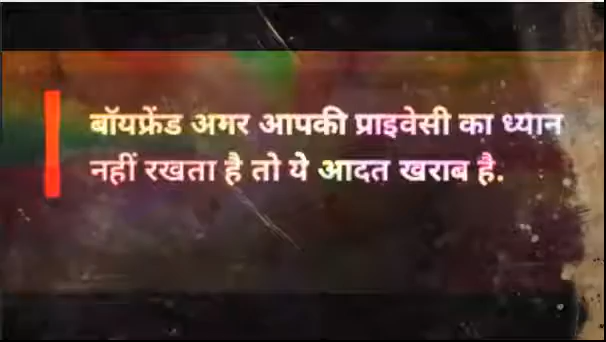 बॉयफ्रेंड अगर आपकी प्राइवेसी का ध्यान
नहीं रखता है तो ये आदत खराब है.